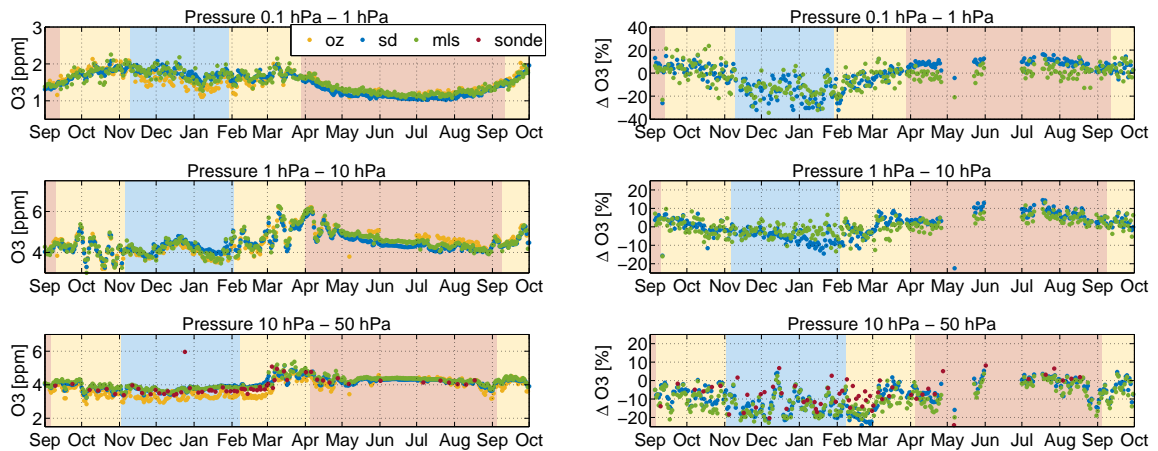 Pressure 0.1 hPa − 1 hPa
O3 [ppm]
3
2
1
oz sd mls sonde
Sep Oct Nov Dec Jan Feb Mar Apr May Jun Jul Aug Sep Oct
Pressure 0.1 hPa − 1 hPa
Δ O3 [%]
40
20
0
−20
−40
Sep Oct Nov Dec Jan Feb Mar Apr May Jun Jul Aug Sep Oct
Pressure 1 hPa − 10 hPa
O3 [ppm]
6
4
Sep Oct Nov Dec Jan Feb Mar Apr May Jun Jul Aug Sep Oct
Pressure 1 hPa − 10 hPa
Δ O3 [%]
20
10
0
−10
−20
Sep Oct Nov Dec Jan Feb Mar Apr May Jun Jul Aug Sep Oct
Pressure 10 hPa − 50 hPa
O3 [ppm]
6
4
2
Sep Oct Nov Dec Jan Feb Mar Apr May Jun Jul Aug Sep Oct
Pressure 10 hPa − 50 hPa
Δ O3 [%]
20
10
0
−10
−20
Sep Oct Nov Dec Jan Feb Mar Apr May Jun Jul Aug Sep Oct